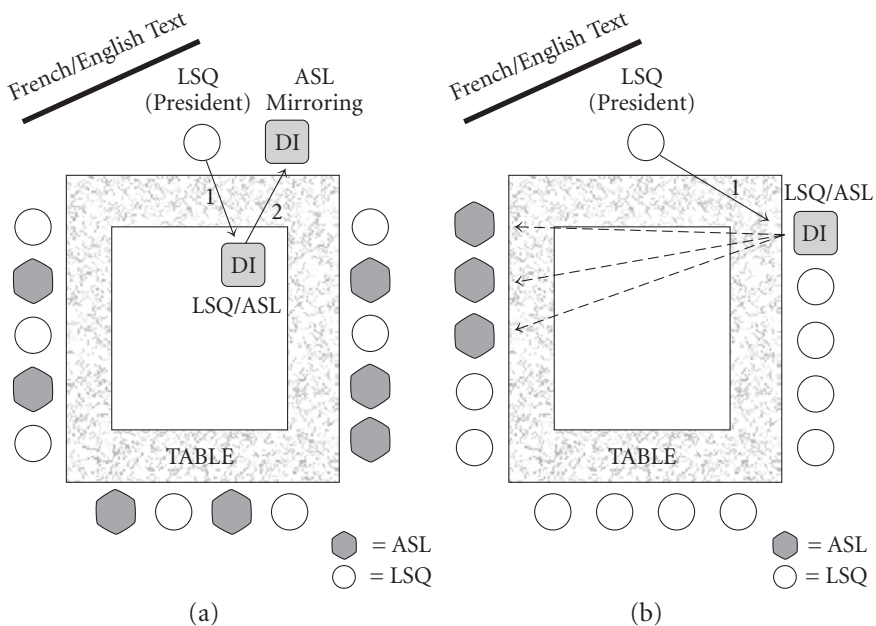 French/English Text
LSQ
(President)
ASL
Mirroring
DI
1
2
DI
LSQ/ASL
TABLE
= ASL
= LSQ
(a)
French/English Text
LSQ
(President)
1
LSQ/ASL
DI
TABLE
= ASL
= LSQ
(b)